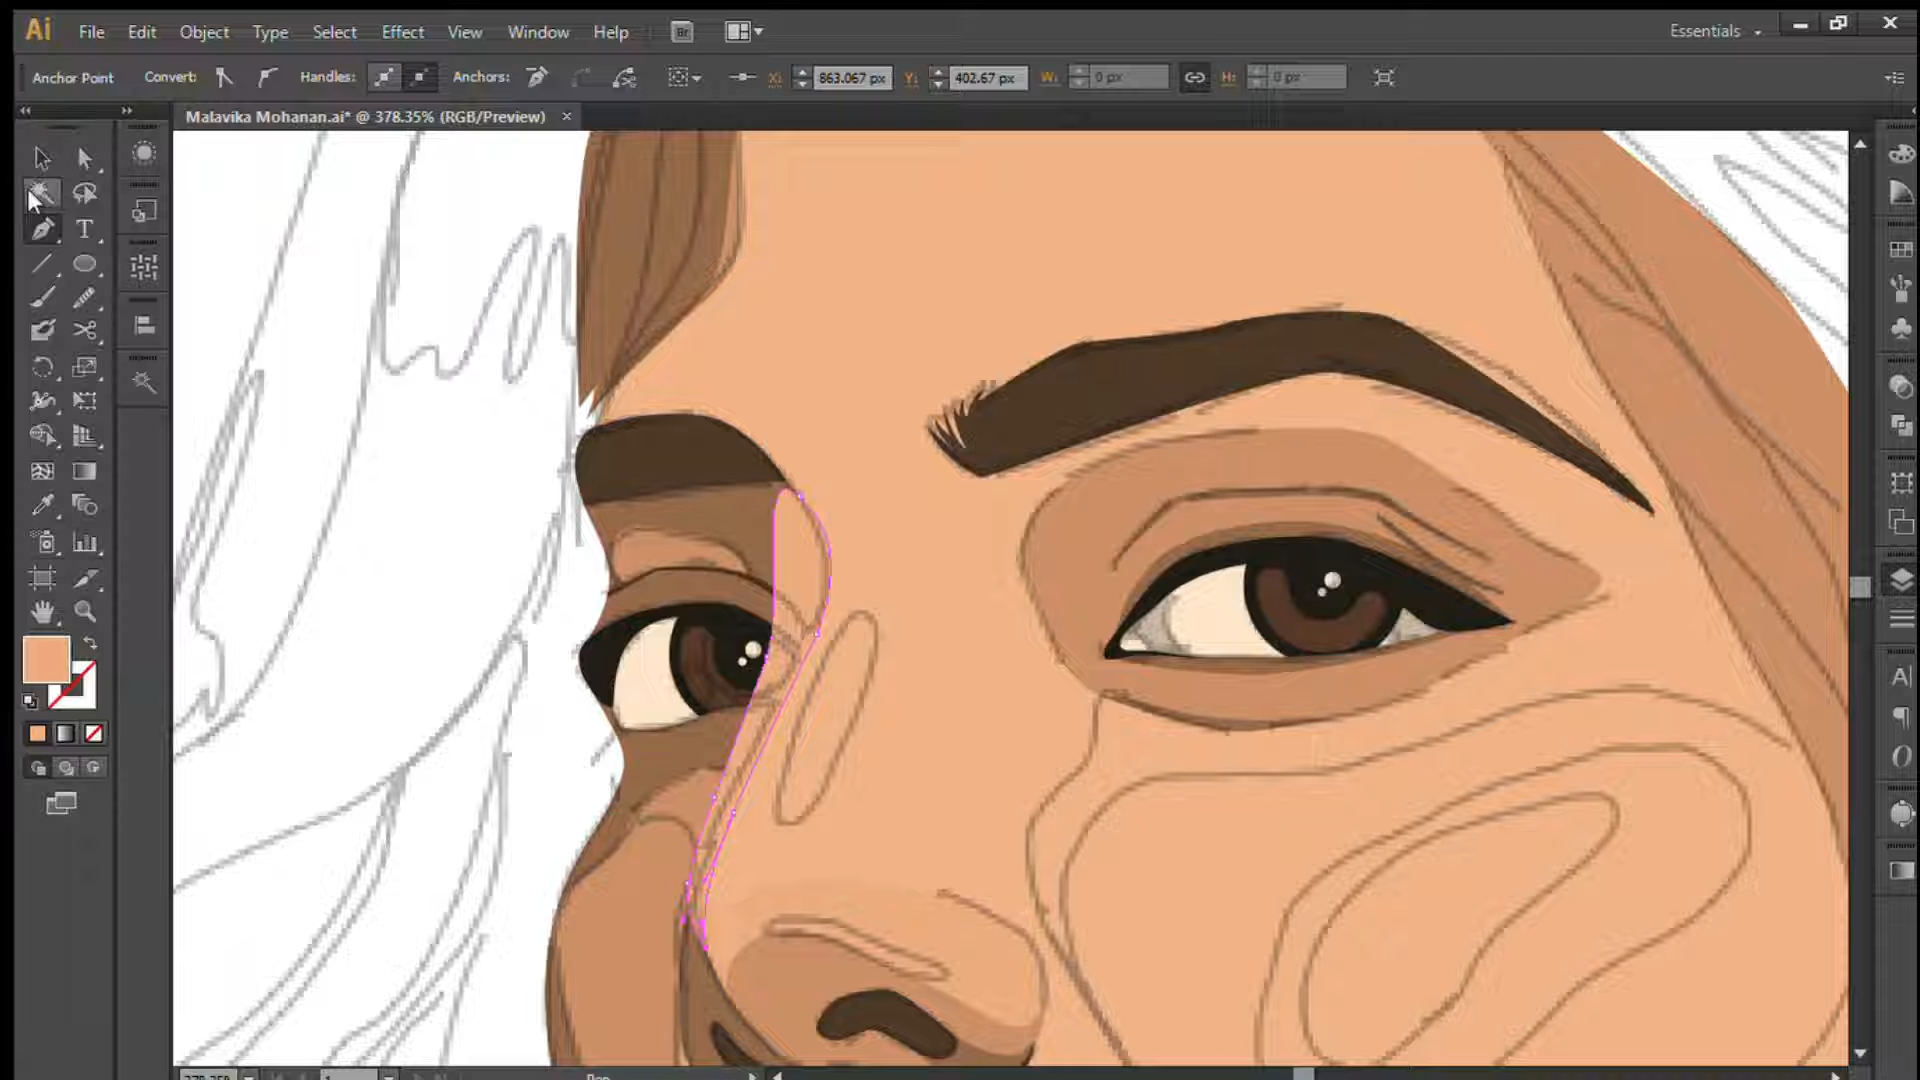 Ai File Edit Object Type Select Effect View Window Help Br Essentials
Anchor Point Convert: Handles: Anchors: X: 863.067 px Y: 402.67 px W: 0 px H: 0 px
Malavika Mohanan.ai* @ 378.35% (RGB/Preview) ×